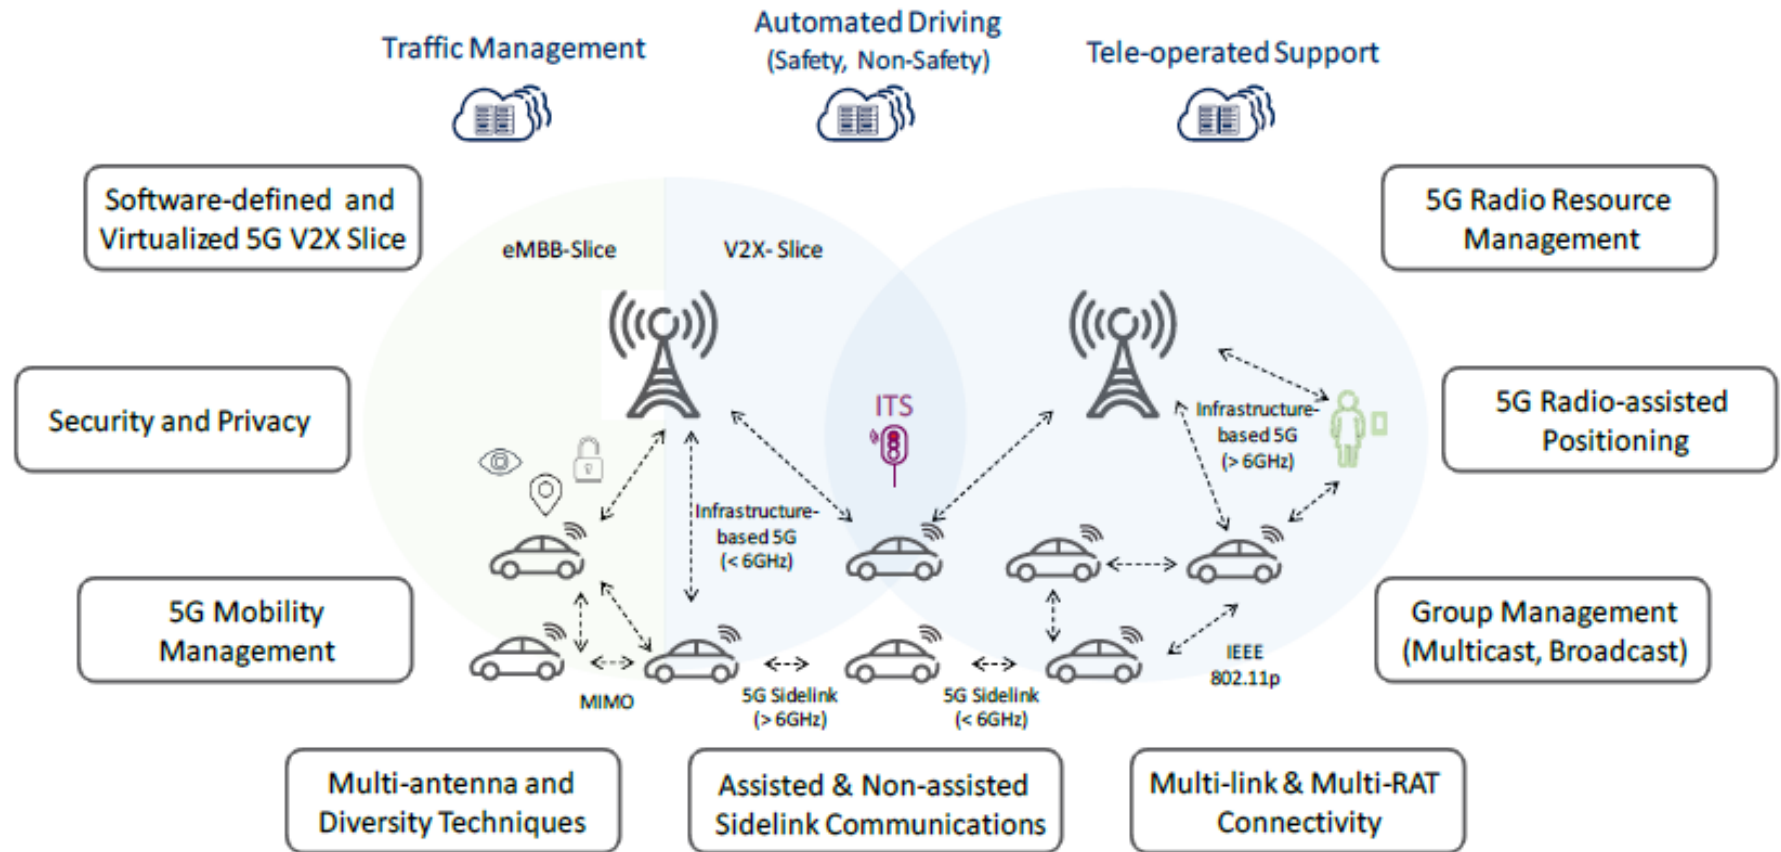 Traffic Management
Automated Driving
(Safety, Non-Safety)
Tele-operated Support
Software-defined and
Virtualized 5G V2X Slice
eMBB-Slice
V2X- Slice
5G Radio Resource
Management
Security and Privacy
ITS
Infrastructure-
based 5G
(> 6GHz)
5G Radio-assisted
Positioning
Infrastructure-
based 5G
(< 6GHz)
5G Mobility
Management
Group Management
(Multicast, Broadcast)
MIMO
5G Sidelink
(> 6GHz)
5G Sidelink
(< 6GHz)
IEEE
802.11p
Multi-antenna and
Diversity Techniques
Assisted & Non-assisted
Sidelink Communications
Multi-link & Multi-RAT
Connectivity